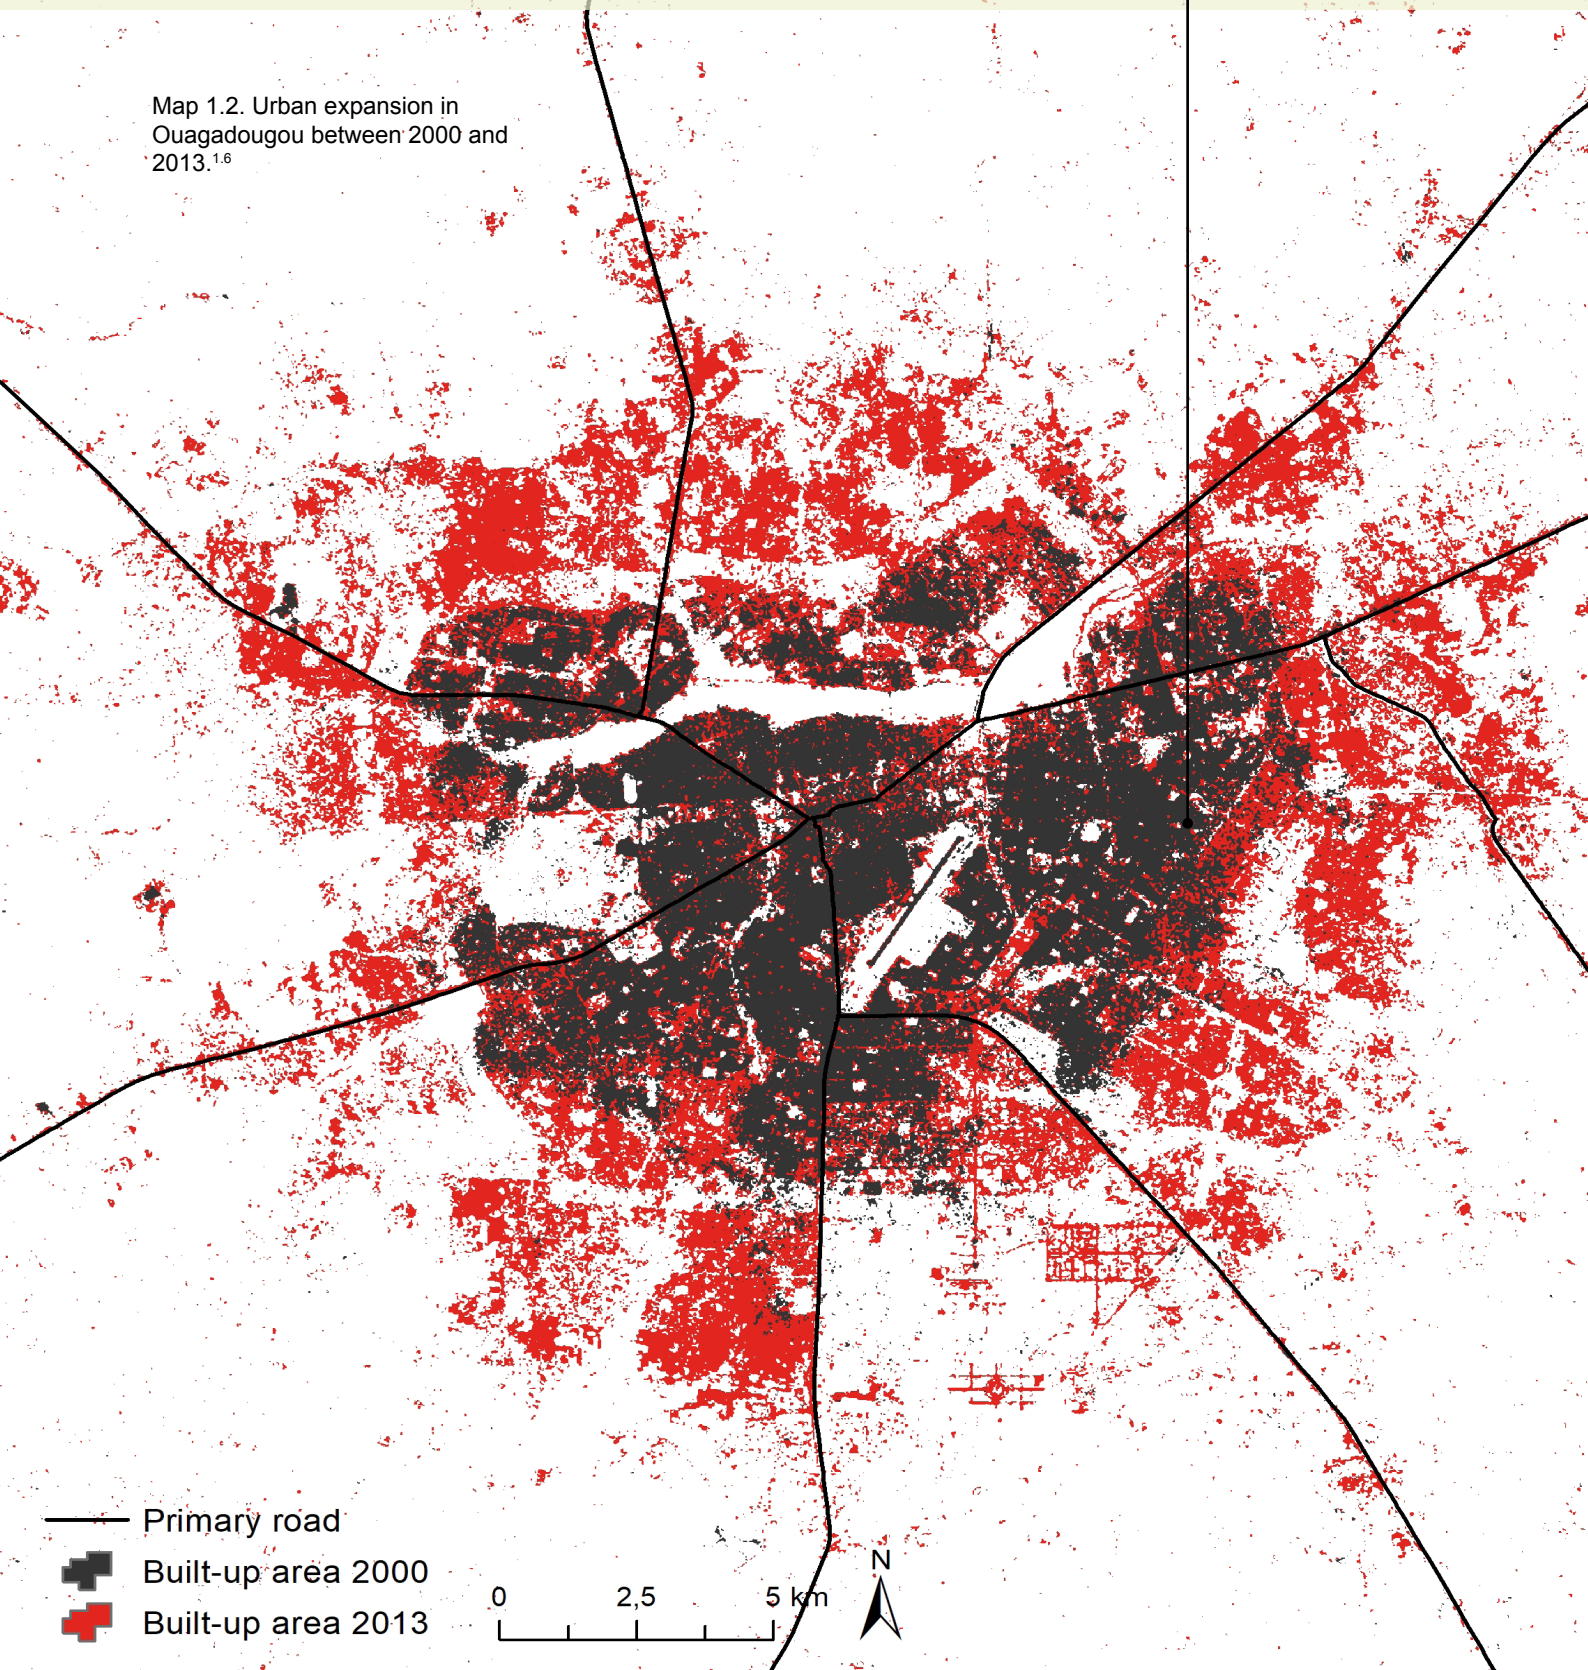 Map 1.2. Urban expansion in
Ouagadougou between 2000 and
2013.1.6
Primary road
Built-up area 2000
Built-up area 2013
0 2,5 5 km
N